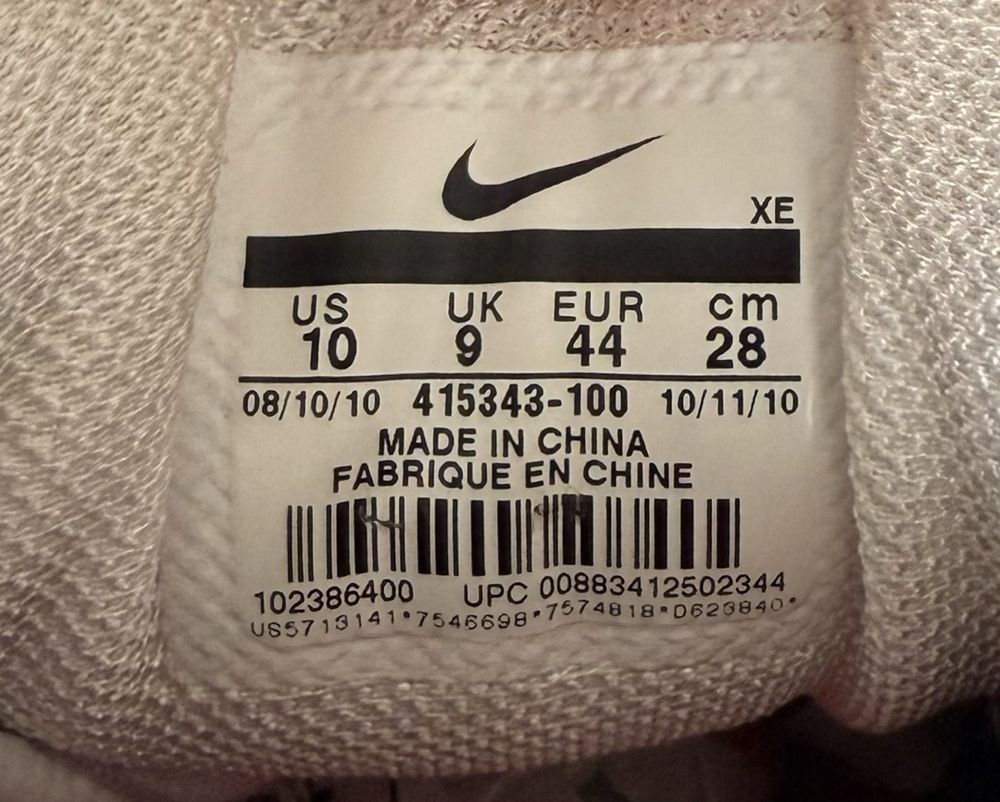 XE
US UK EUR cm
10 9 44 28
08/10/10 415343-100 10/11/10
MADE IN CHINA
FABRIQUE EN CHINE
102386400 UPC 00883412502344
US5713141*7546698*7574818*D623840*